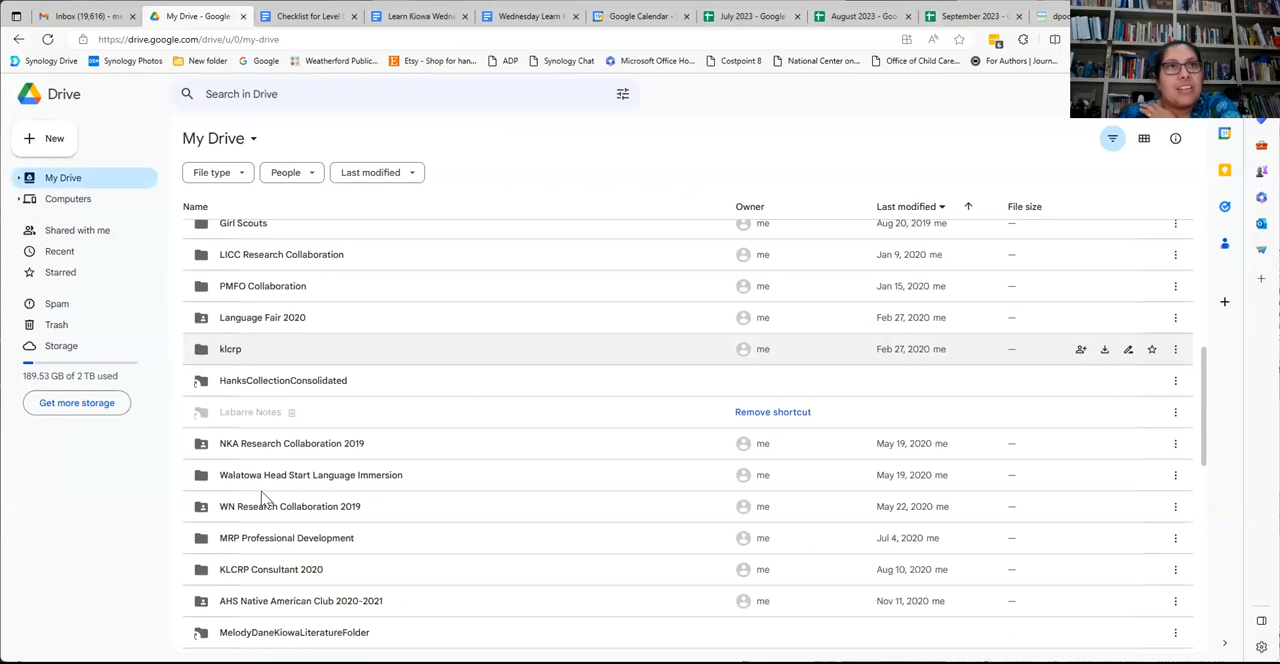 Inbox (19,616) - m
My Drive - Google
Checklist for Level
Learn Kiowa Wedne
Wednesday Learn
Google Calendar -
July 2023 - Google
August 2023 - Goo
September 2023 -
dpoo
https://drive.google.com/drive/u/0/my-drive
6
Synology Drive
Synology Photos
New folder
Google
Weatherford Public...
Etsy - Shop for han...
ADP
Synology Chat
Microsoft Office Ho...
Costpoint 8
National Center on...
Office of Child Care...
For Authors | Journ...
Drive
Search in Drive
New
My Drive
Computers
Shared with me
Recent
Starred
Spam
Trash
Storage
189.53 GB of 2 TB used
Get more storage
My Drive
File type
People
Last modified
Name Owner Last modified File size
Girl Scouts me Aug 20, 2019 me —
LICC Research Collaboration me Jan 9, 2020 me —
PMFO Collaboration me Jan 15, 2020 me —
Language Fair 2020 me Feb 27, 2020 me —
klcrp me Feb 27, 2020 me —
HanksCollectionConsolidated
Labarre Notes Remove shortcut
NKA Research Collaboration 2019 me May 19, 2020 me —
Walatowa Head Start Language Immersion me May 19, 2020 me —
WN Research Collaboration 2019 me May 22, 2020 me —
MRP Professional Development me Jul 4, 2020 me —
KLCRP Consultant 2020 me Aug 10, 2020 me —
AHS Native American Club 2020-2021 me Nov 11, 2020 me —
MelodyDaneKiowaLiteratureFolder